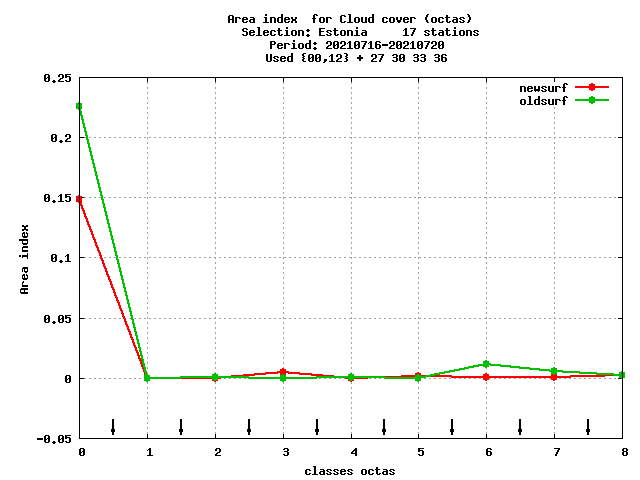 Area index  for Cloud cover (octas)
Selection: Estonia     17 stations
Period: 20210716-20210720
Used {00,12} + 27 30 33 36
newsurf
oldsurf
0.25
0.2
0.15
0.1
0.05
0
-0.05
Area index
0 1 2 3 4 5 6 7 8
classes octas